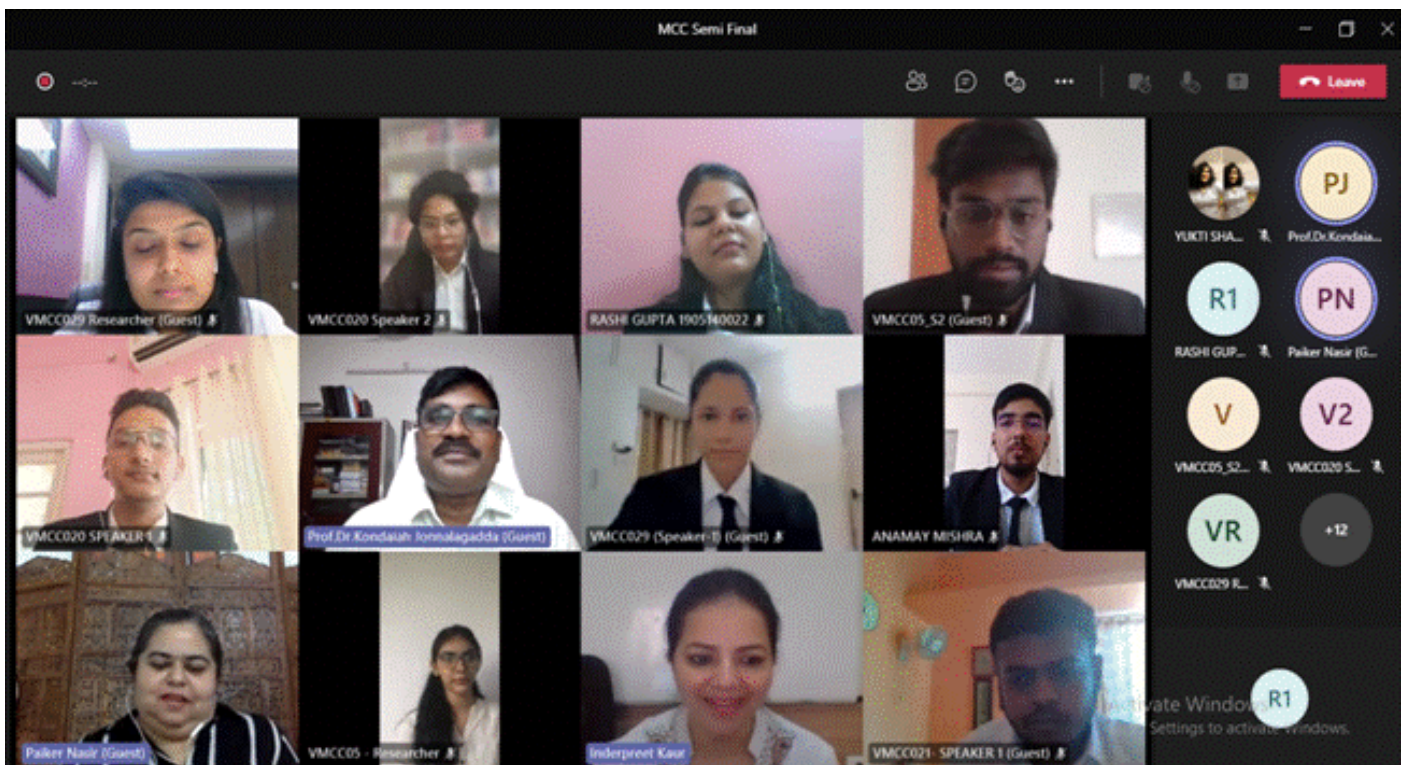 MCC Semi Final
--:--
Leave
VMCC029 Researcher (Guest)
VMCC020 Speaker 2
RASHI GUPTA 1905140022
VMCC05_S2 (Guest)
VMCC020 SPEAKER 1
Prof.Dr.Kondaiah Jonnalagadda (Guest)
VMCC029 (Speaker-1) (Guest)
ANAMAY MISHRA
Paiker Nasir (Guest)
VMCC05 - Researcher
Inderpreet Kaur
VMCC021- SPEAKER 1 (Guest)
PJ
YUKTI SHA...
Prof.Dr.Kondaia...
R1
PN
RASHI GUP...
Paiker Nasir (G...
V
V2
VMCC05_S2...
VMCC020 S...
VR
+12
VMCC029 R...
R1
Activate Windows
Settings to activate Windows.